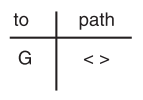 to path
G < >